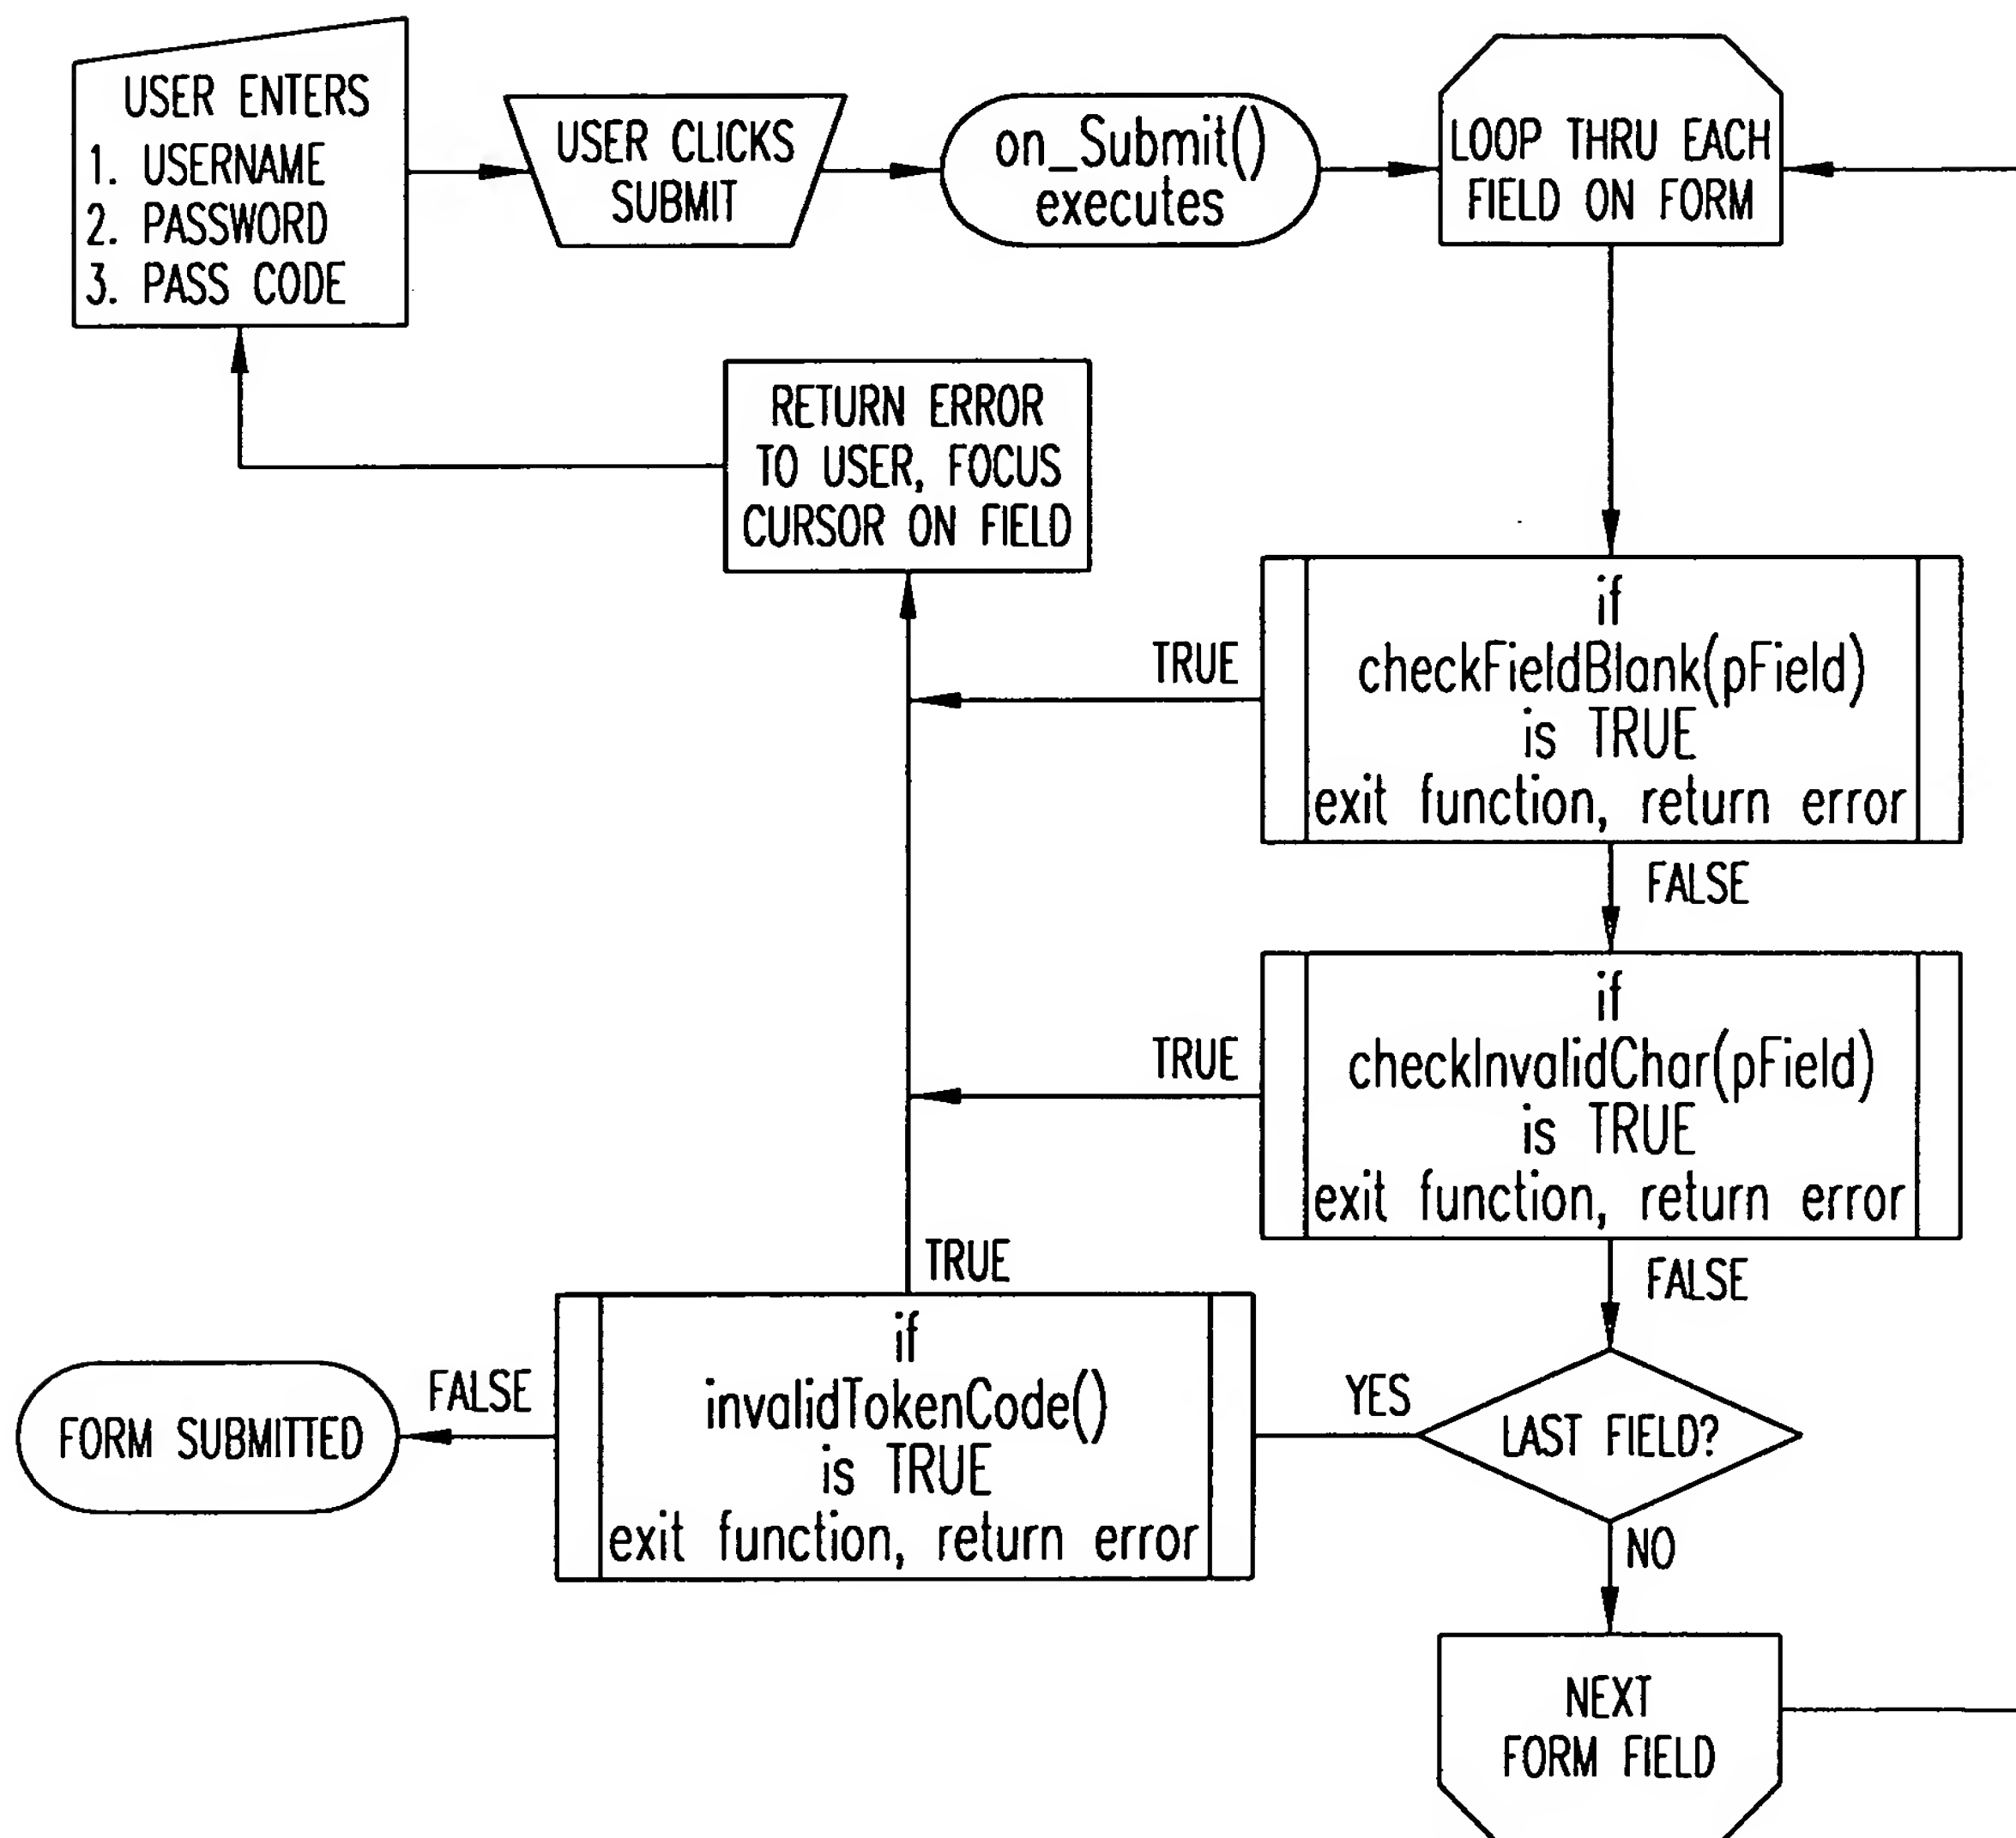 USER ENTERS
1. USERNAME
2. PASSWORD
3. PASS CODE
USER CLICKS
SUBMIT
on_Submit()
executes
LOOP THRU EACH
FIELD ON FORM
RETURN ERROR
TO USER, FOCUS
CURSOR ON FIELD
if
checkFieldBlank(pField)
is TRUE
exit function, return error
TRUE
FALSE
if
checkInvalidChar(pField)
is TRUE
exit function, return error
TRUE
FALSE
LAST FIELD?
YES
NO
if
invalidTokenCode()
is TRUE
exit function, return error
TRUE
FALSE
FORM SUBMITTED
NEXT
FORM FIELD